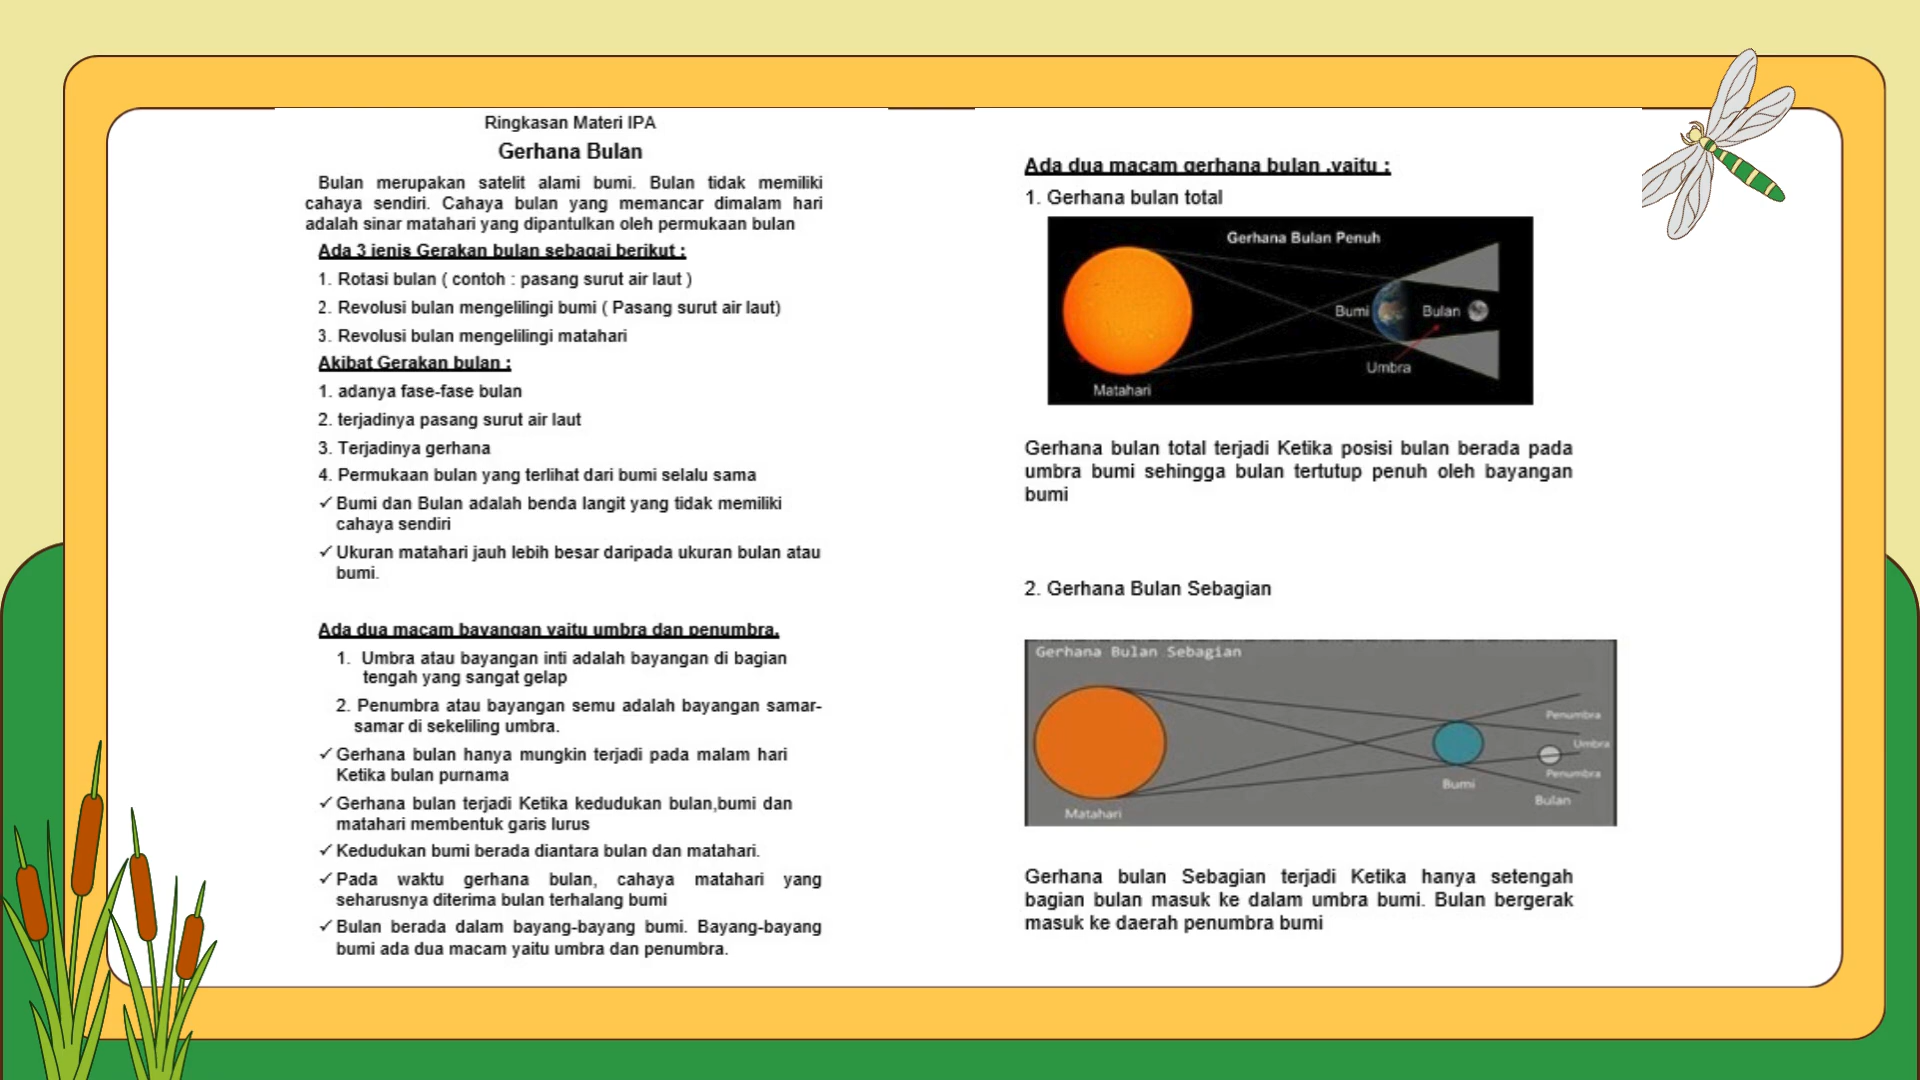 Ringkasan Materi IPA
Gerhana Bulan
Bulan merupakan satelit alami bumi. Bulan tidak memiliki
cahaya sendiri. Cahaya bulan yang memancar dimalam hari
adalah sinar matahari yang dipantulkan oleh permukaan bulan
Ada 3 jenis Gerakan bulan sebagai berikut :
1. Rotasi bulan ( contoh : pasang surut air laut )
2. Revolusi bulan mengelilingi bumi ( Pasang surut air laut)
3. Revolusi bulan mengelilingi matahari
Akibat Gerakan bulan :
1. adanya fase-fase bulan
2. terjadinya pasang surut air laut
3. Terjadinya gerhana
4. Permukaan bulan yang terlihat dari bumi selalu sama
✓ Bumi dan Bulan adalah benda langit yang tidak memiliki
cahaya sendiri
✓ Ukuran matahari jauh lebih besar daripada ukuran bulan atau
bumi.
Ada dua macam bayangan yaitu umbra dan penumbra.
1. Umbra atau bayangan inti adalah bayangan di bagian
tengah yang sangat gelap
2. Penumbra atau bayangan semu adalah bayangan samar-
samar di sekeliling umbra.
✓ Gerhana bulan hanya mungkin terjadi pada malam hari
Ketika bulan purnama
✓ Gerhana bulan terjadi Ketika kedudukan bulan,bumi dan
matahari membentuk garis lurus
✓ Kedudukan bumi berada diantara bulan dan matahari.
✓ Pada waktu gerhana bulan, cahaya matahari yang
seharusnya diterima bulan terhalang bumi
✓ Bulan berada dalam bayang-bayang bumi. Bayang-bayang
bumi ada dua macam yaitu umbra dan penumbra.
Ada dua macam gerhana bulan ,yaitu :
1. Gerhana bulan total
Gerhana Bulan Penuh
Bumi
Bulan
Umbra
Matahari
Gerhana bulan total terjadi Ketika posisi bulan berada pada
umbra bumi sehingga bulan tertutup penuh oleh bayangan
bumi
2. Gerhana Bulan Sebagian
Gerhana Bulan Sebagian
Penumbra
Umbra
Penumbra
Bumi
Bulan
Matahari
Gerhana bulan Sebagian terjadi Ketika hanya setengah
bagian bulan masuk ke dalam umbra bumi. Bulan bergerak
masuk ke daerah penumbra bumi